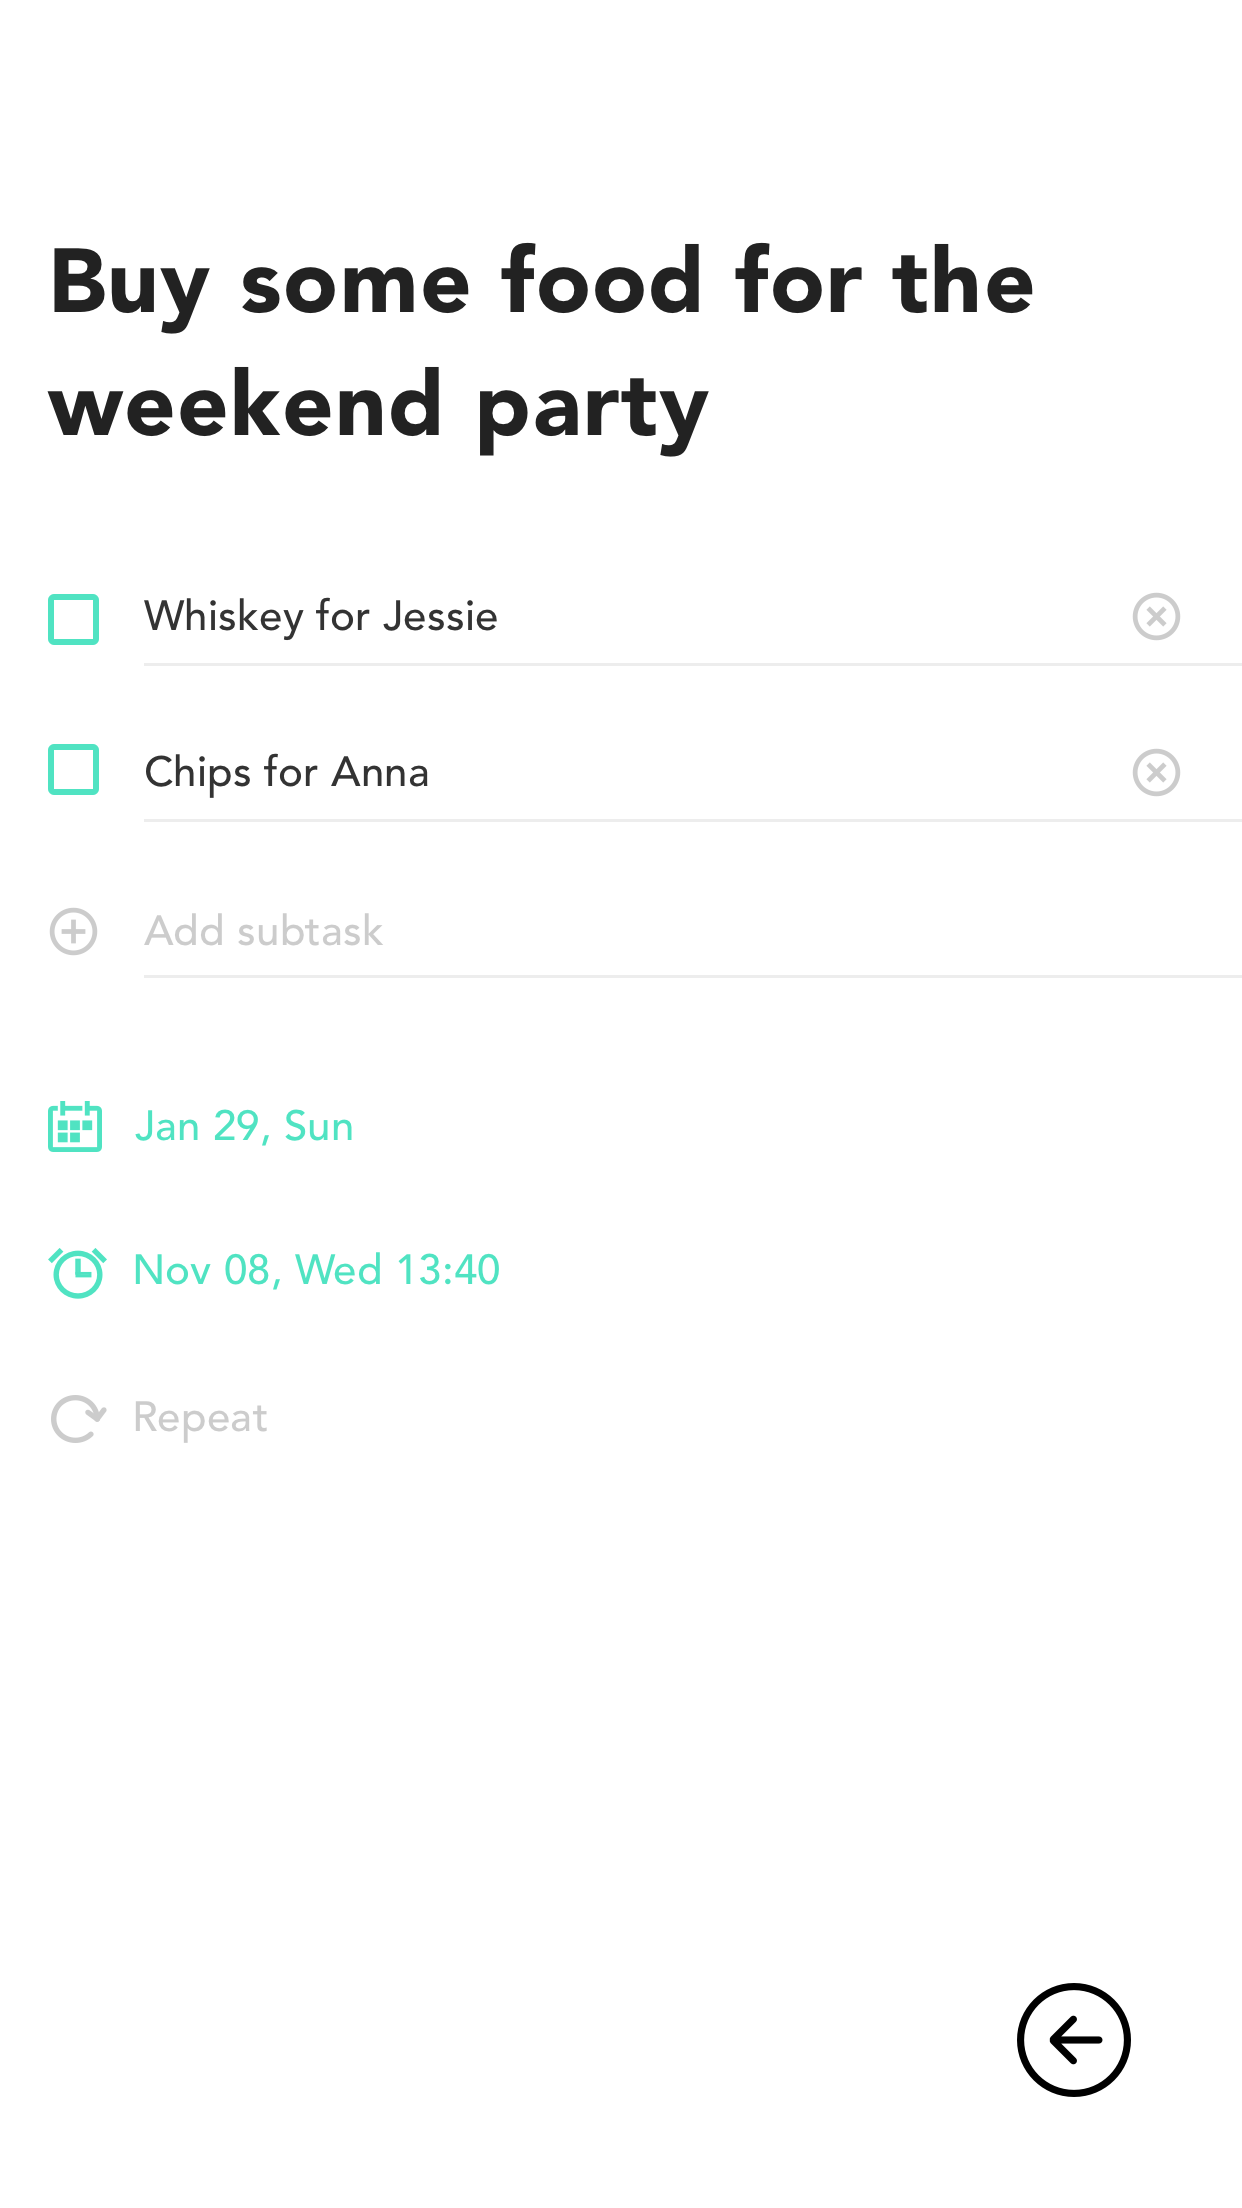 Buy some food for the
weekend party
Whiskey for Jessie
Chips for Anna
Add subtask
Jan 29, Sun
Nov 08, Wed 13:40
Repeat